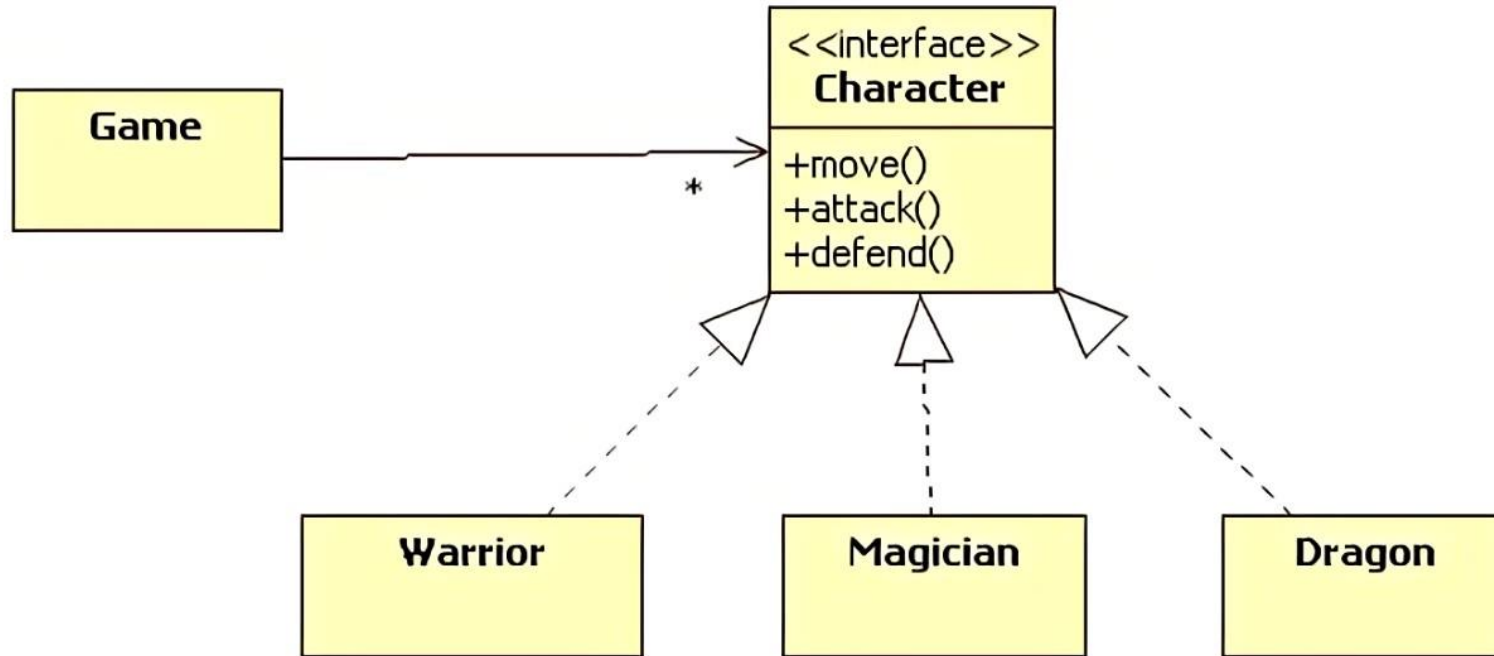 <<interface>>
Character
Game
+move()
*
+attack()
+defend()
Warrior
Magician
Dragon